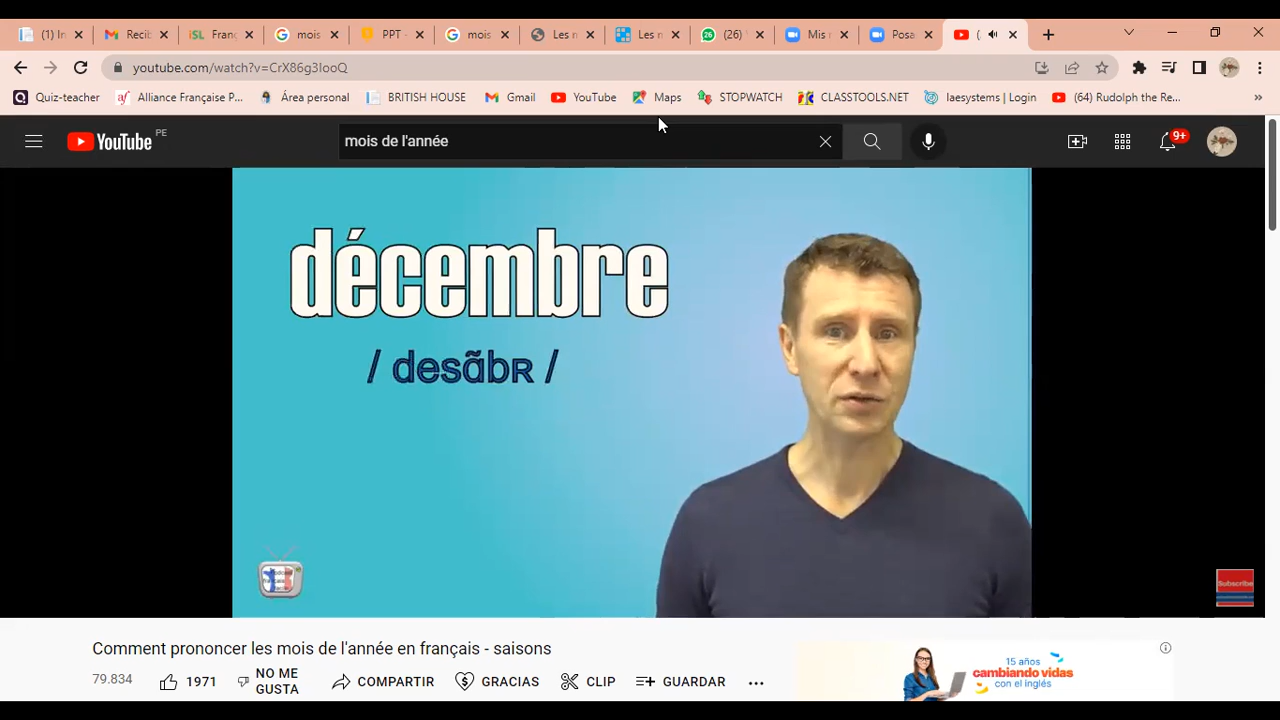 (1) In
Recib
Franc
mois
PPT -
mois
Les n
Les n
(26)
Mis r
Posa
(
youtube.com/watch?v=CrX86g3IooQ
Quiz-teacher
Alliance Française P...
Área personal
BRITISH HOUSE
Gmail
YouTube
Maps
STOPWATCH
CLASSTOOLS.NET
laesystems | Login
(64) Rudolph the Re...
»
YouTube PE
mois de l'année
9+
décembre
/ desãbR /
Subscribe
Comment prononcer les mois de l'année en français - saisons
79.834
1971
NO ME GUSTA
COMPARTIR
GRACIAS
CLIP
GUARDAR
...
15 años
cambiando vidas
con el inglés